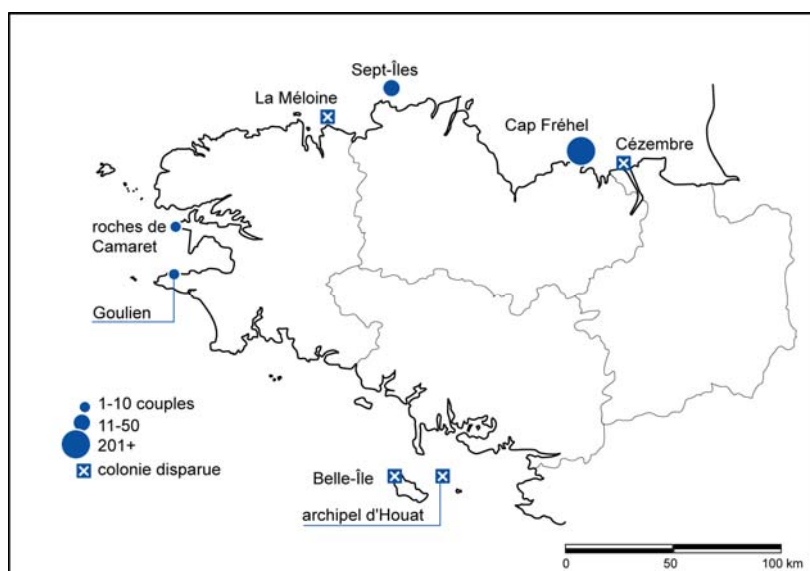 Sept-Îles
La Méloine
Cap Fréhel
Cézembre
roches de
Camaret
Goulien
1-10 couples
11-50
201+
colonie disparue
Belle-Île
archipel d'Houat
0 50 100 km